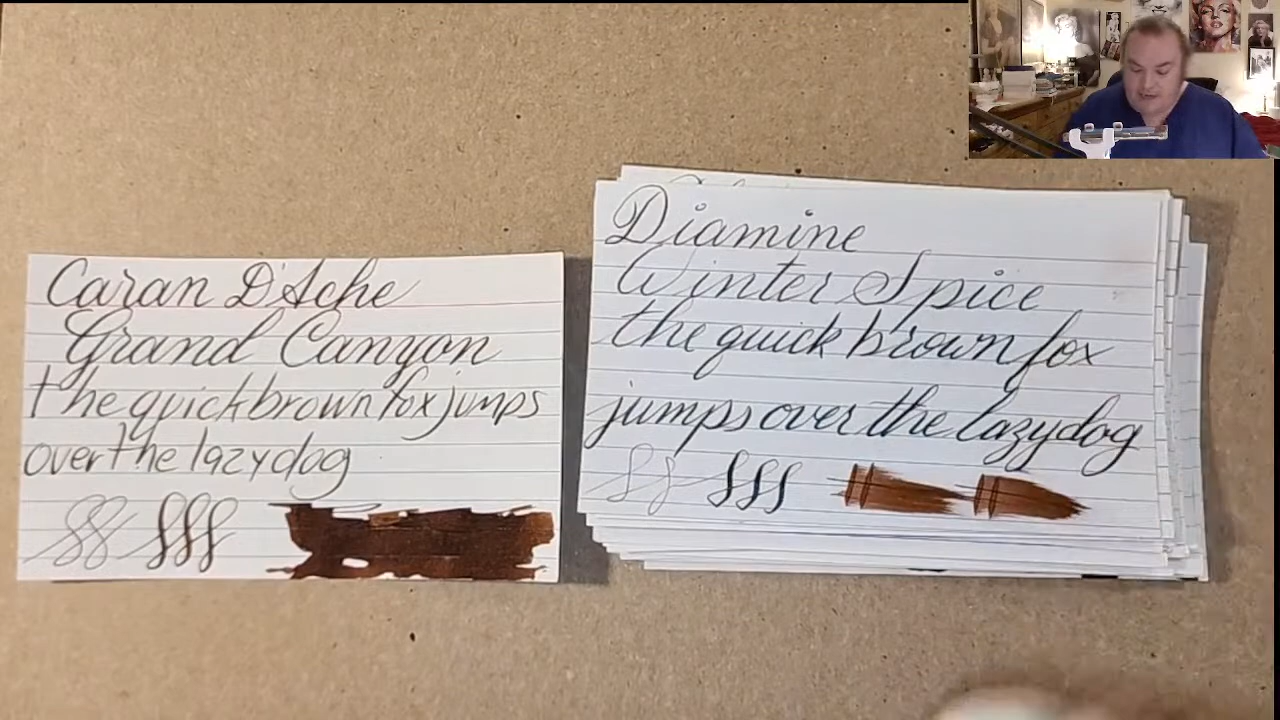 Caran D'Ache
Grand Canyon
the quick brown fox jumps
over the lazy dog
Diamine
Winter Spice
the quick brown fox
jumps over the lazy dog